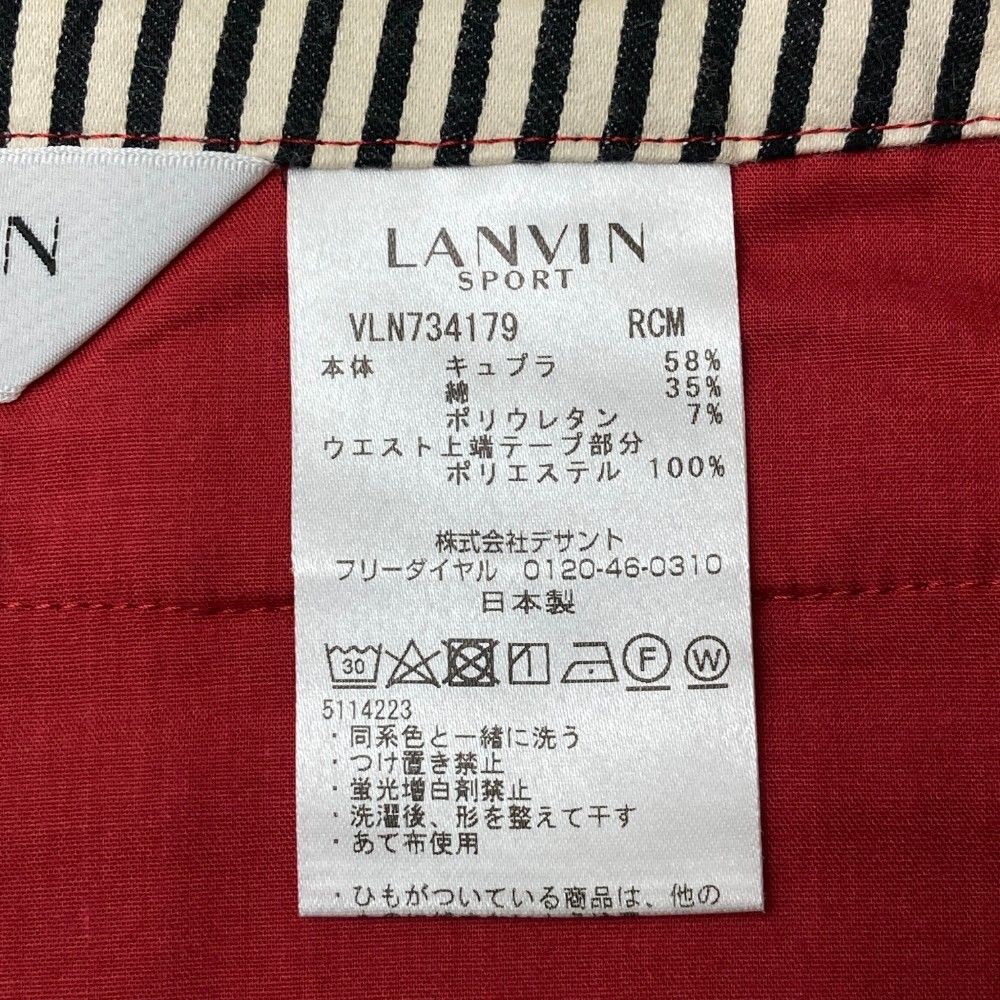 VIN
LANVIN
SPORT
VLN734179 RCM
本体 キュプラ 58%
綿 35%
ポリウレタン 7%
ウエスト上端テープ部分
ポリエステル 100%
株式会社デサント
フリーダイヤル 0120-46-0310
日本製
30 F W
5114223
・同系色と一緒に洗う
・つけ置き禁止
・蛍光増白剤禁止
・洗濯後、形を整えて干す
・あて布使用
・ひもがついている商品は、他の